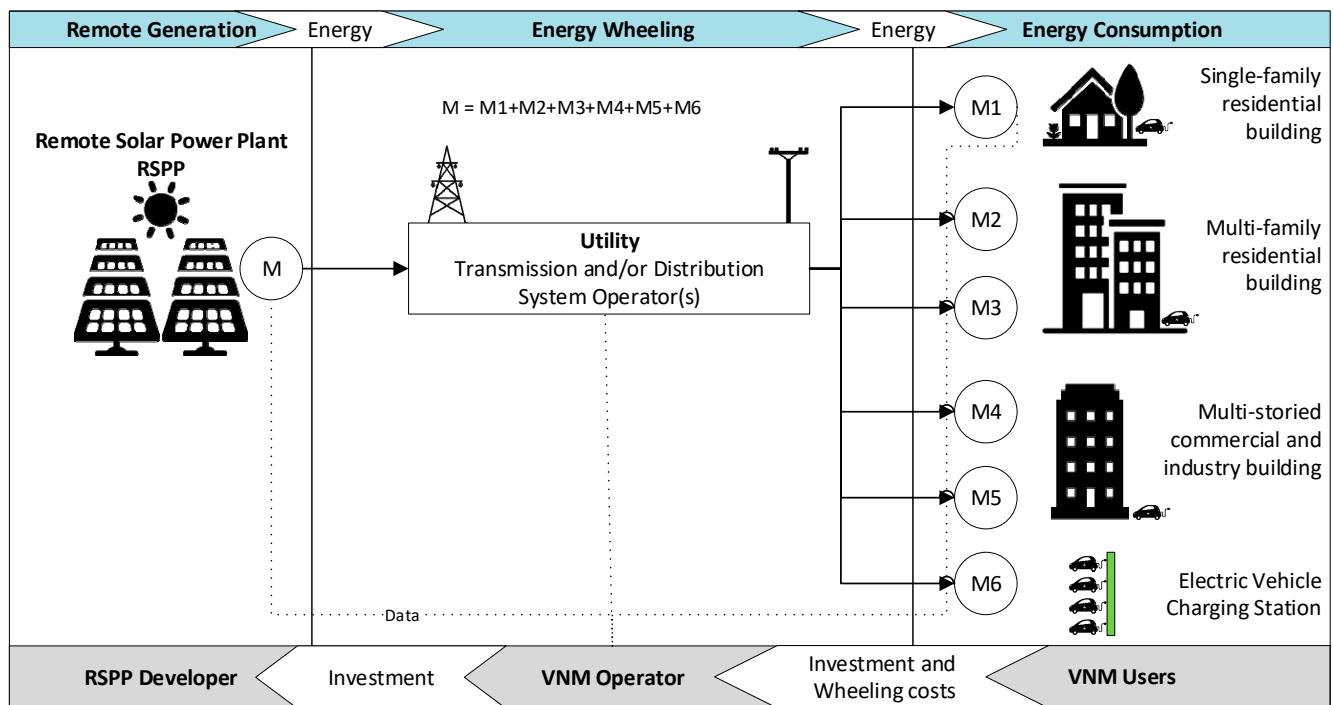 Remote Generation
Energy
Energy Wheeling
Energy
Energy Consumption
M = M1+M2+M3+M4+M5+M6
Remote Solar Power Plant
RSPP
M
Utility
Transmission and/or Distribution
System Operator(s)
M1
Single-family
residential
building
M2
Multi-family
residential
building
M3
M4
Multi-storied
commercial and
industry building
M5
M6
Electric Vehicle
Charging Station
Data
RSPP Developer
Investment
VNM Operator
Investment and
Wheeling costs
VNM Users